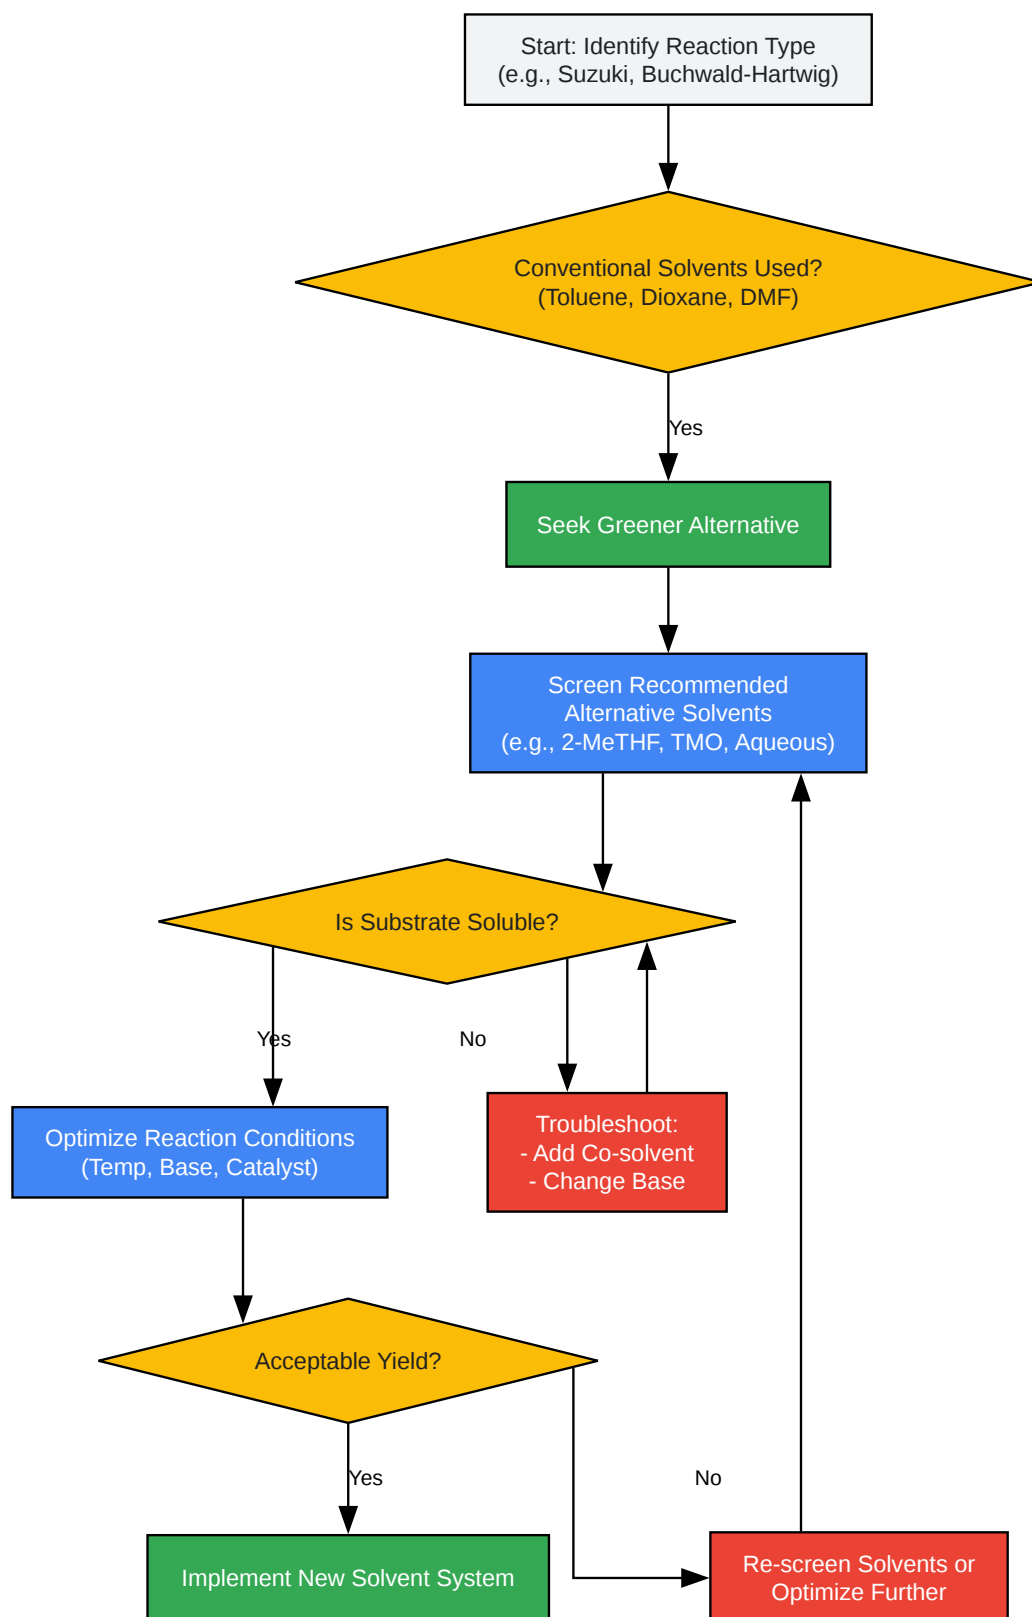 Start: Identify Reaction Type
(e.g., Suzuki, Buchwald-Hartwig)
Conventional Solvents Used?
(Toluene, Dioxane, DMF)
Yes
Seek Greener Alternative
Screen Recommended
Alternative Solvents
(e.g., 2-MeTHF, TMO, Aqueous)
Is Substrate Soluble?
Yes
No
Optimize Reaction Conditions
(Temp, Base, Catalyst)
Troubleshoot:
- Add Co-solvent
- Change Base
Acceptable Yield?
Yes
No
Implement New Solvent System
Re-screen Solvents or
Optimize Further